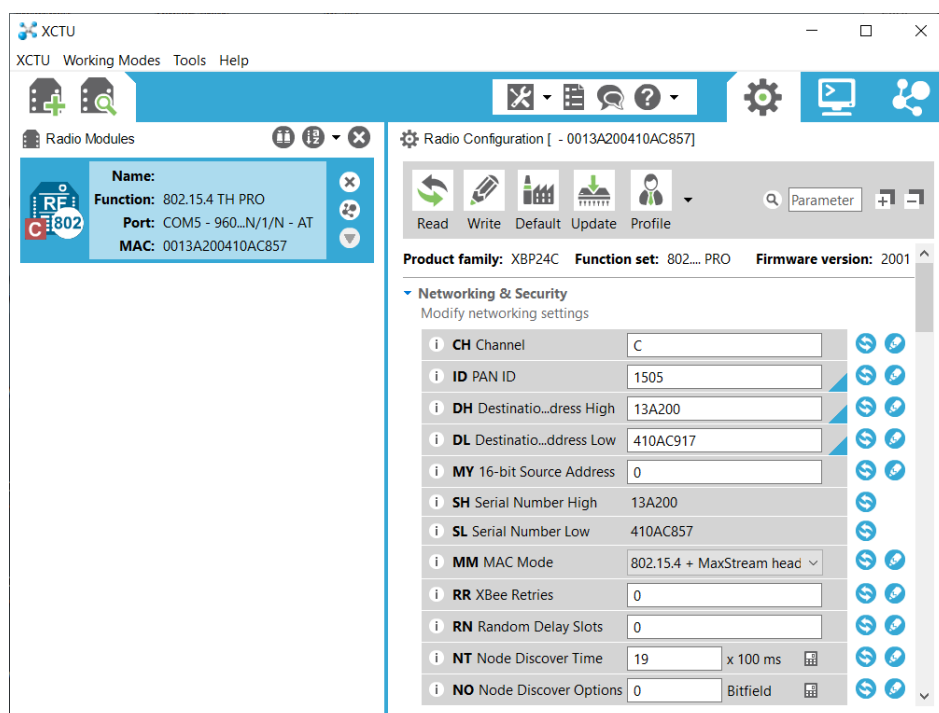 XCTU
XCTU Working Modes Tools Help
Radio Modules
Name:
Function: 802.15.4 TH PRO
Port: COM5 - 960...N/1/N - AT
MAC: 0013A200410AC857
RF
802
C
Radio Configuration [ - 0013A200410AC857]
Read Write Default Update Profile
Parameter
Product family: XBP24C Function set: 802.... PRO Firmware version: 2001
Networking & Security
Modify networking settings
i CH Channel C
i ID PAN ID 1505
i DH Destinatio...dress High 13A200
i DL Destinatio...ddress Low 410AC917
i MY 16-bit Source Address 0
i SH Serial Number High 13A200
i SL Serial Number Low 410AC857
i MM MAC Mode 802.15.4 + MaxStream head
i RR XBee Retries 0
i RN Random Delay Slots 0
i NT Node Discover Time 19 x 100 ms
i NO Node Discover Options 0 Bitfield